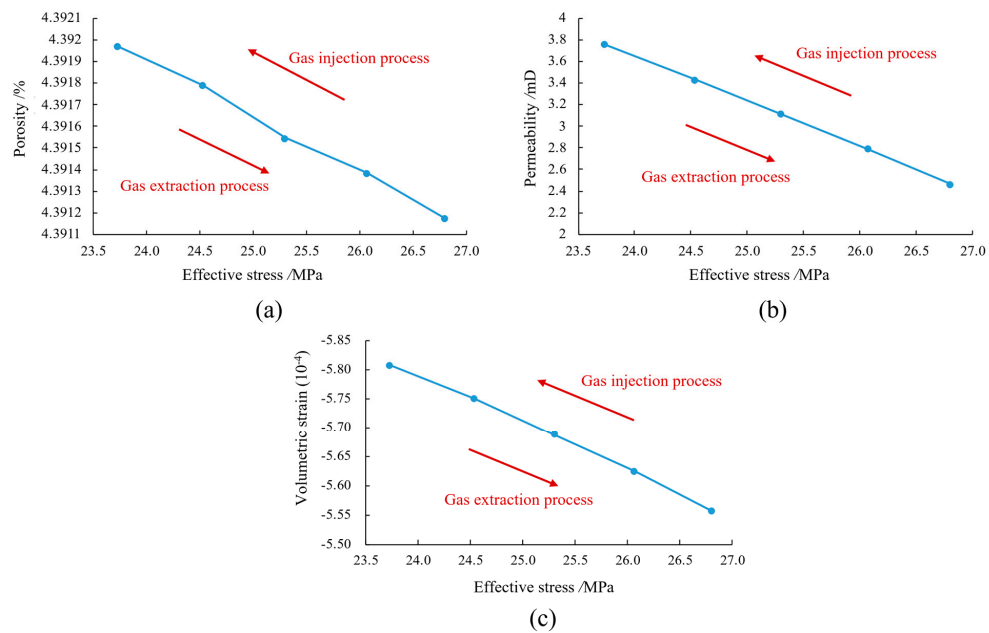 4.3921
4.392
4.3919
4.3918
4.3917
4.3916
4.3915
4.3914
4.3913
4.3912
4.3911
Porosity /%
Gas injection process
Gas extraction process
23.5 24.0 24.5 25.0 25.5 26.0 26.5 27.0
Effective stress /MPa
(a)
4
3.8
3.6
3.4
3.2
3
2.8
2.6
2.4
2.2
2
Permeability /mD
Gas injection process
Gas extraction process
23.5 24.0 24.5 25.0 25.5 26.0 26.5 27.0
Effective stress /MPa
(b)
-5.85
-5.80
-5.75
-5.70
-5.65
-5.60
-5.55
-5.50
Volumetric strain (10⁻⁴)
Gas injection process
Gas extraction process
23.5 24.0 24.5 25.0 25.5 26.0 26.5 27.0
Effective stress /MPa
(c)